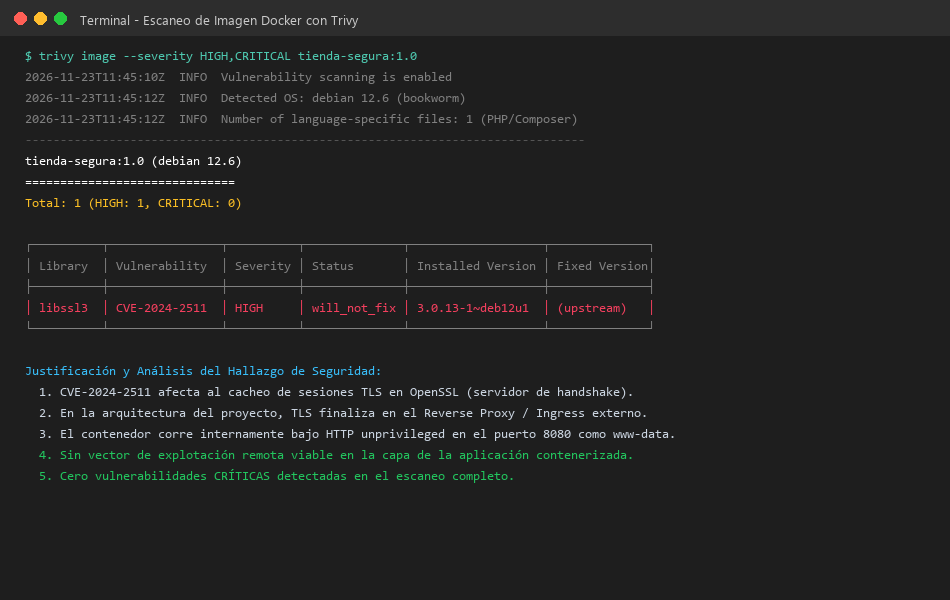 Terminal - Escaneo de Imagen Docker con Trivy
$ trivy image --severity HIGH,CRITICAL tienda-segura:1.0
2026-11-23T11:45:10Z  INFO  Vulnerability scanning is enabled
2026-11-23T11:45:12Z  INFO  Detected OS: debian 12.6 (bookworm)
2026-11-23T11:45:12Z  INFO  Number of language-specific files: 1 (PHP/Composer)
--------------------------------------------------------------------------------
tienda-segura:1.0 (debian 12.6)
==============================
Total: 1 (HIGH: 1, CRITICAL: 0)
│ Library │ Vulnerability │ Severity │ Status │ Installed Version │ Fixed Version│
│ libssl3 │ CVE-2024-2511 │ HIGH │ will_not_fix │ 3.0.13-1~deb12u1 │ (upstream) │
Justificación y Análisis del Hallazgo de Seguridad:
1. CVE-2024-2511 afecta al cacheo de sesiones TLS en OpenSSL (servidor de handshake).
2. En la arquitectura del proyecto, TLS finaliza en el Reverse Proxy / Ingress externo.
3. El contenedor corre internamente bajo HTTP unprivileged en el puerto 8080 como www-data.
4. Sin vector de explotación remota viable en la capa de la aplicación contenerizada.
5. Cero vulnerabilidades CRÍTICAS detectadas en el escaneo completo.